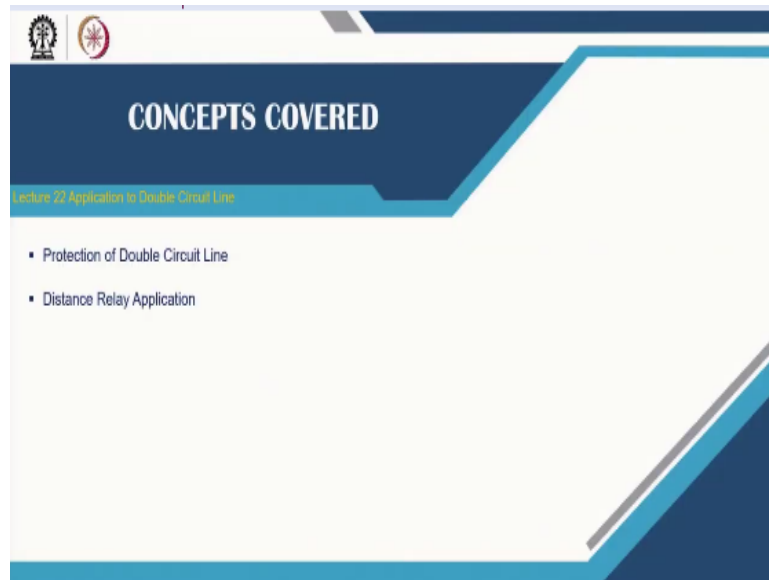 CONCEPTS COVERED
Lecture 22 Application to Double Circuit Line
▪ Protection of Double Circuit Line
▪ Distance Relay Application